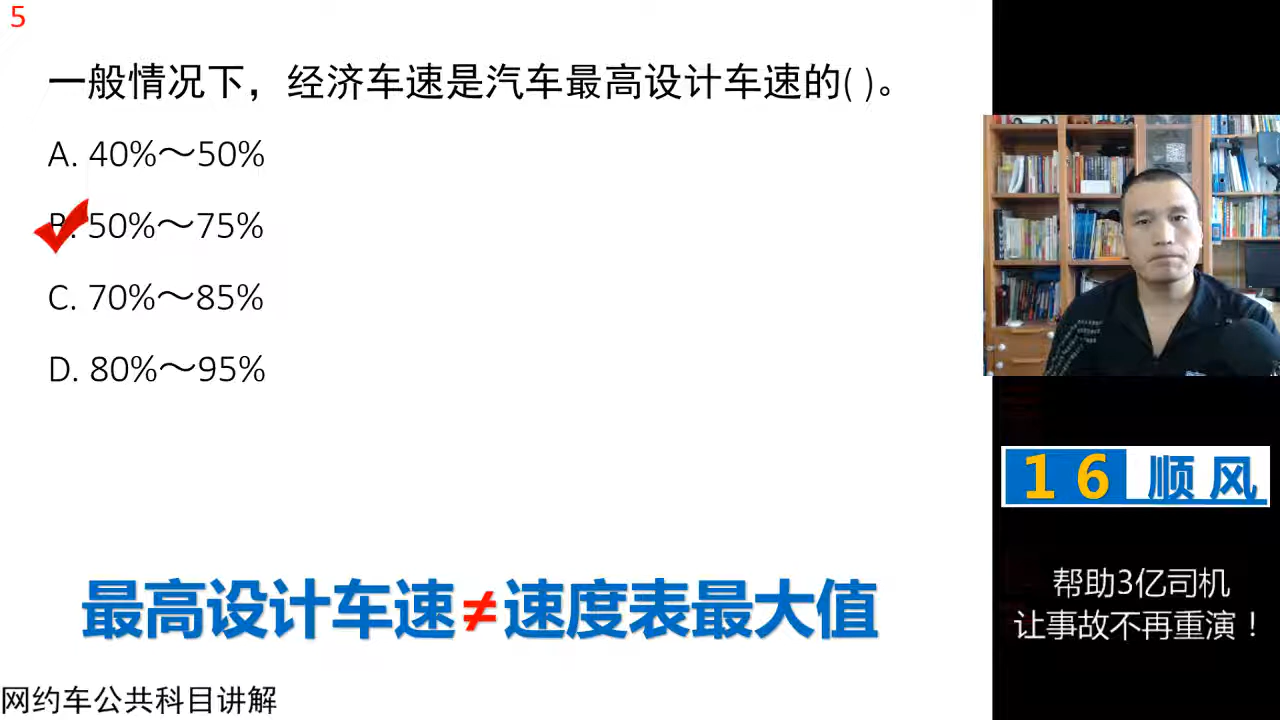 5
一般情况下，经济车速是汽车最高设计车速的( )。
A. 40%～50%
B. 50%～75%
C. 70%～85%
D. 80%～95%
最高设计车速≠速度表最大值
网约车公共科目讲解
16顺风
帮助3亿司机
让事故不再重演！